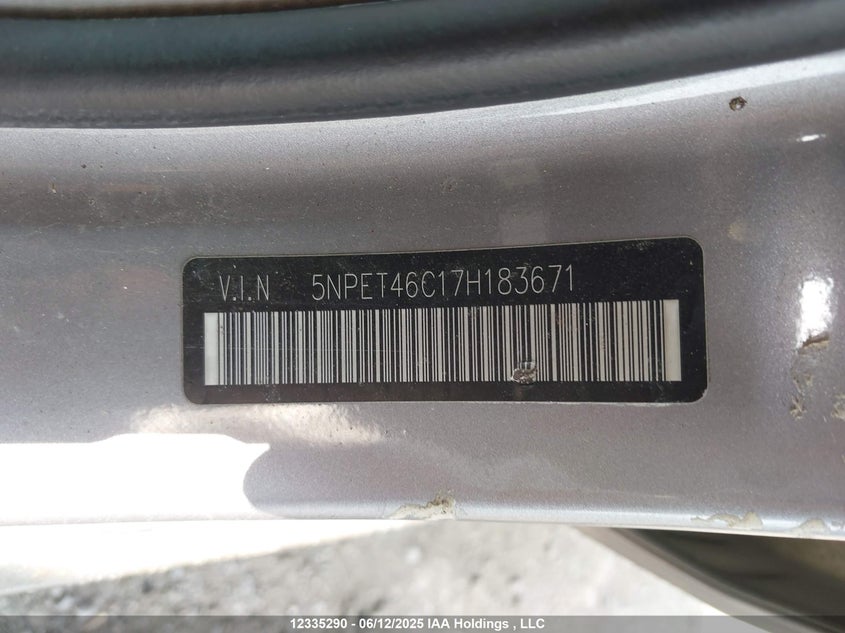 V.I.N 5NPET46C17H183671
12335290 - 06/12/2025 IAA Holdings , LLC